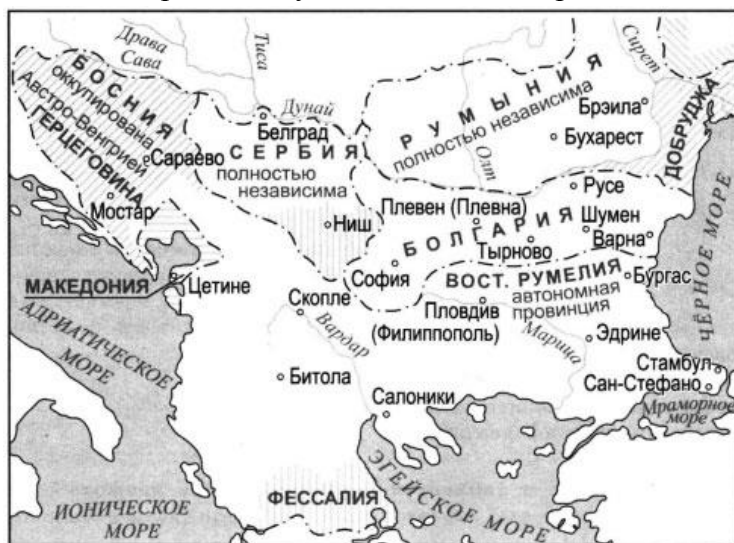 Драва
Сава
Тиса
Сирет
БОСНИЯ
оккупирована
Австро-Венгрией
ГЕРЦЕГОВИНА
Дунай
РУМЫНИЯ
полностью независима
Брэила
ДОБРУДЖА
Белград
Бухарест
Сараево
СЕРБИЯ
полностью
независима
Олт
Мостар
Русе
Плевен (Плевна)
Шумен
Ниш
БОЛГАРИЯ
Варна
Тырново
ЧЁРНОЕ МОРЕ
София
ВОСТ. РУМЕЛИЯ
Бургас
автономная
провинция
МАКЕДОНИЯ
Цетине
Скопле
Пловдив
(Филиппополь)
Вардар
Марица
Эдрине
АДРИАТИЧЕСКОЕ
МОРЕ
Битола
Салоники
Стамбул
Сан-Стефано
Мраморное
море
ФЕССАЛИЯ
ЭГЕЙСКОЕ МОРЕ
ИОНИЧЕСКОЕ
МОРЕ